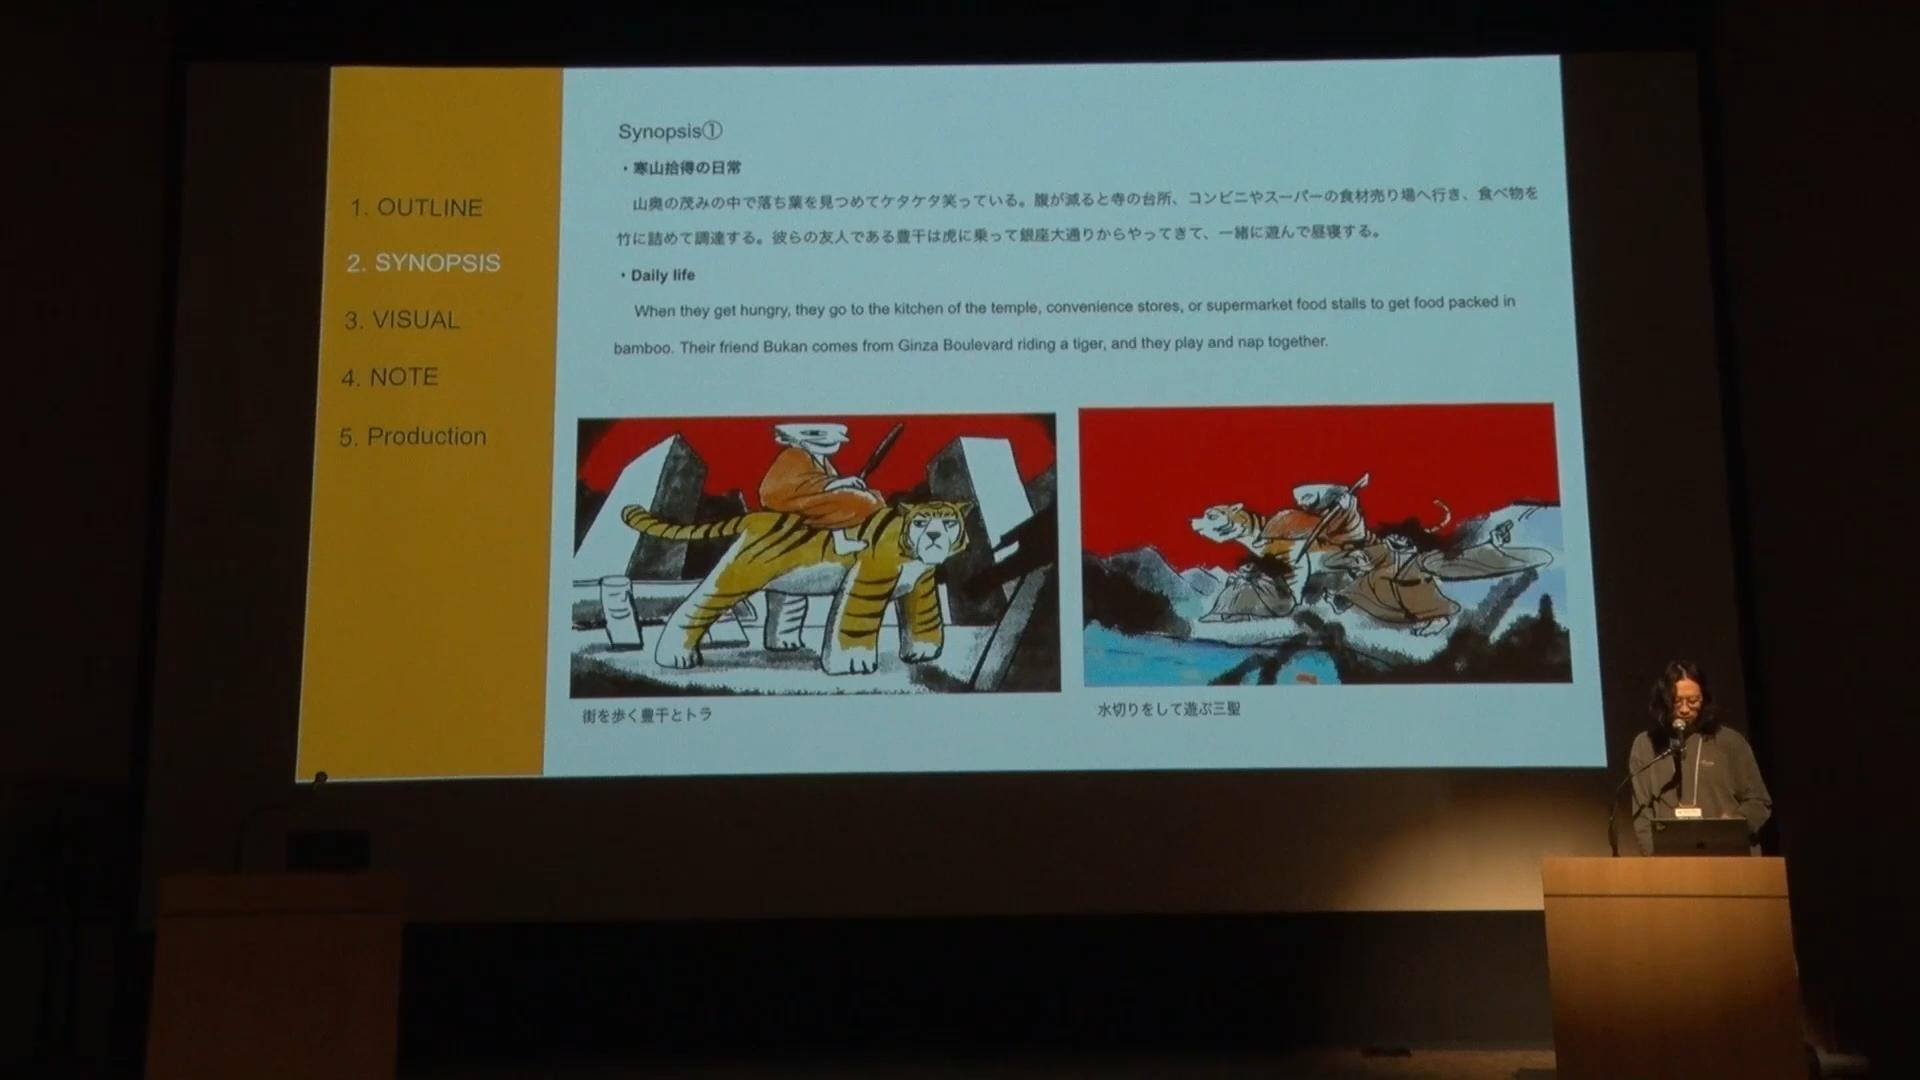 1. OUTLINE
2. SYNOPSIS
3. VISUAL
4. NOTE
5. Production
Synopsis①
・寒山拾得の日常
山奥の茂みの中で落ち葉を見つめてケタケタ笑っている。腹が減ると寺の台所、コンビニやスーパーの食材売り場へ行き、食べ物を
竹に詰めて調達する。彼らの友人である豊干は虎に乗って銀座大通りからやってきて、一緒に遊んで昼寝する。
・Daily life
When they get hungry, they go to the kitchen of the temple, convenience stores, or supermarket food stalls to get food packed in
bamboo. Their friend Bukan comes from Ginza Boulevard riding a tiger, and they play and nap together.
街を歩く豊干とトラ
水切りをして遊ぶ三聖